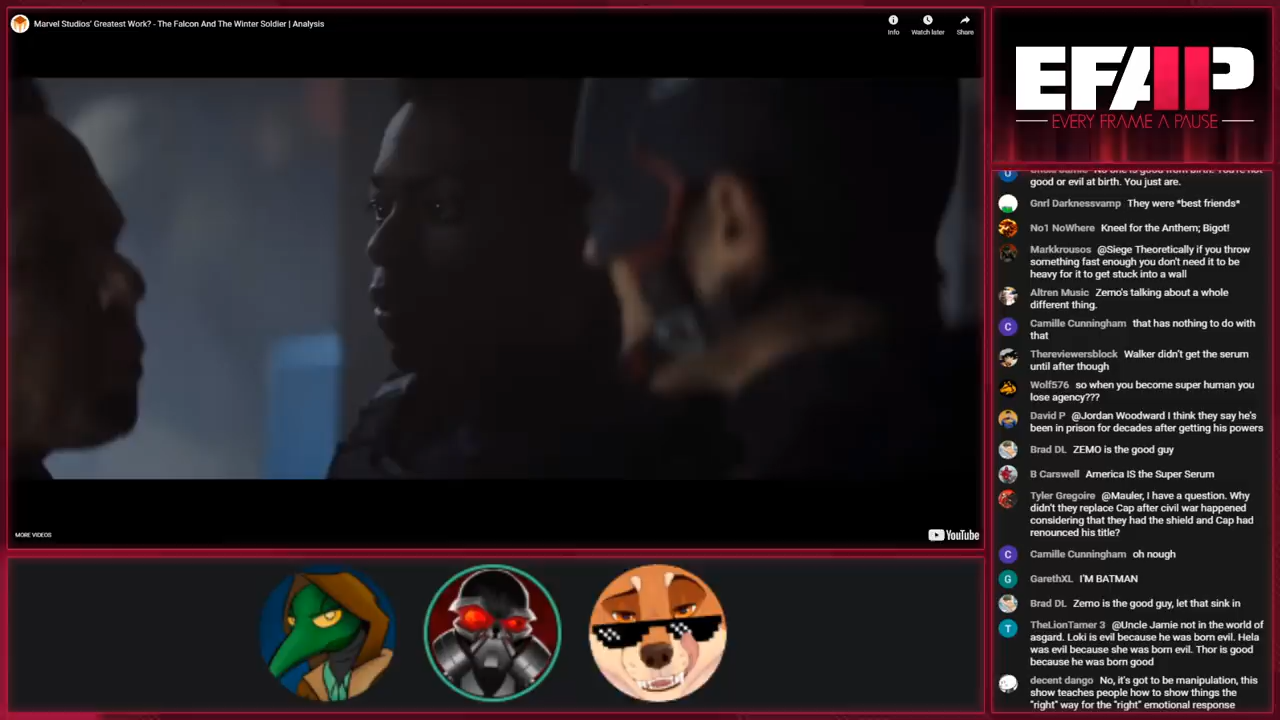 Marvel Studios' Greatest Work? - The Falcon And The Winter Soldier | Analysis
Info
Watch later
Share
MORE VIDEOS
YouTube
EFAP
EVERY FRAME A PAUSE
good or evil at birth. You just are.
Gnrl Darknessvamp They were *best friends*
No1 NoWhere Kneel for the Anthem; Bigot!
Markkrousos @Siege Theoretically if you throw
something fast enough you don't need it to be
heavy for it to get stuck into a wall
Altren Music Zemo's talking about a whole
different thing.
Camille Cunningham that has nothing to do with
that
Thereviewersblock Walker didn't get the serum
until after though
Wolf576 so when you become super human you
lose agency???
David P @Jordan Woodward I think they say he's
been in prison for decades after getting his powers
Brad DL ZEMO is the good guy
B Carswell America IS the Super Serum
Tyler Gregoire @Mauler, I have a question. Why
didn't they replace Cap after civil war happened
considering that they had the shield and Cap had
renounced his title?
Camille Cunningham oh nough
GarethXL I'M BATMAN
Brad DL Zemo is the good guy, let that sink in
TheLionTamer 3 @Uncle Jamie not in the world of
asgard. Loki is evil because he was born evil. Hela
was evil because she was born evil. Thor is good
because he was born good
decent dango No, it's got to be manipulation, this
show teaches people how to show things the
"right" way for the "right" emotional response